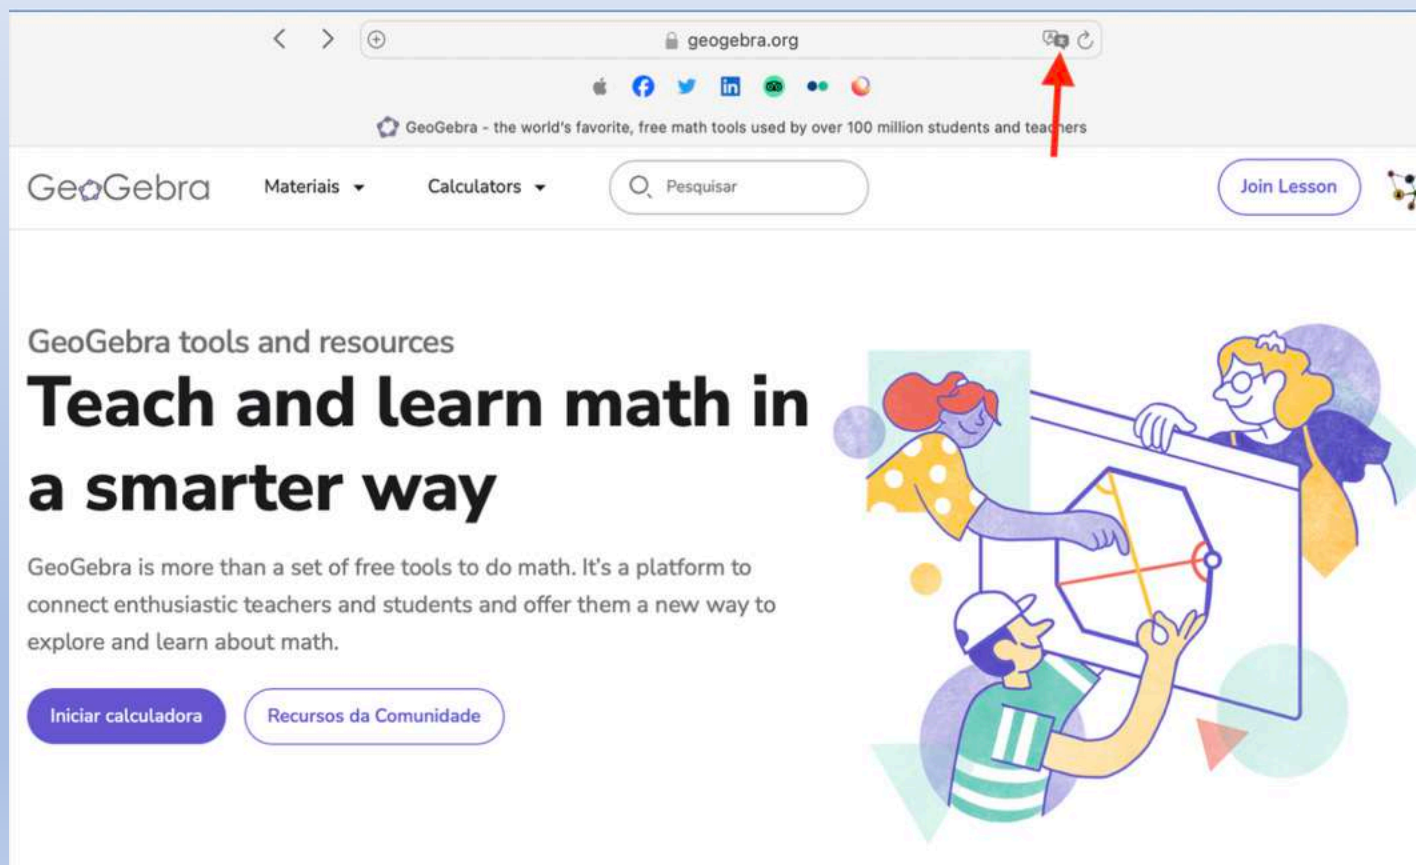 geogebra.org
GeoGebra - the world's favorite, free math tools used by over 100 million students and teachers
GeoGebra
Materiais
Calculators
Pesquisar
Join Lesson
GeoGebra tools and resources
Teach and learn math in
a smarter way
GeoGebra is more than a set of free tools to do math. It's a platform to
connect enthusiastic teachers and students and offer them a new way to
explore and learn about math.
Iniciar calculadora
Recursos da Comunidade